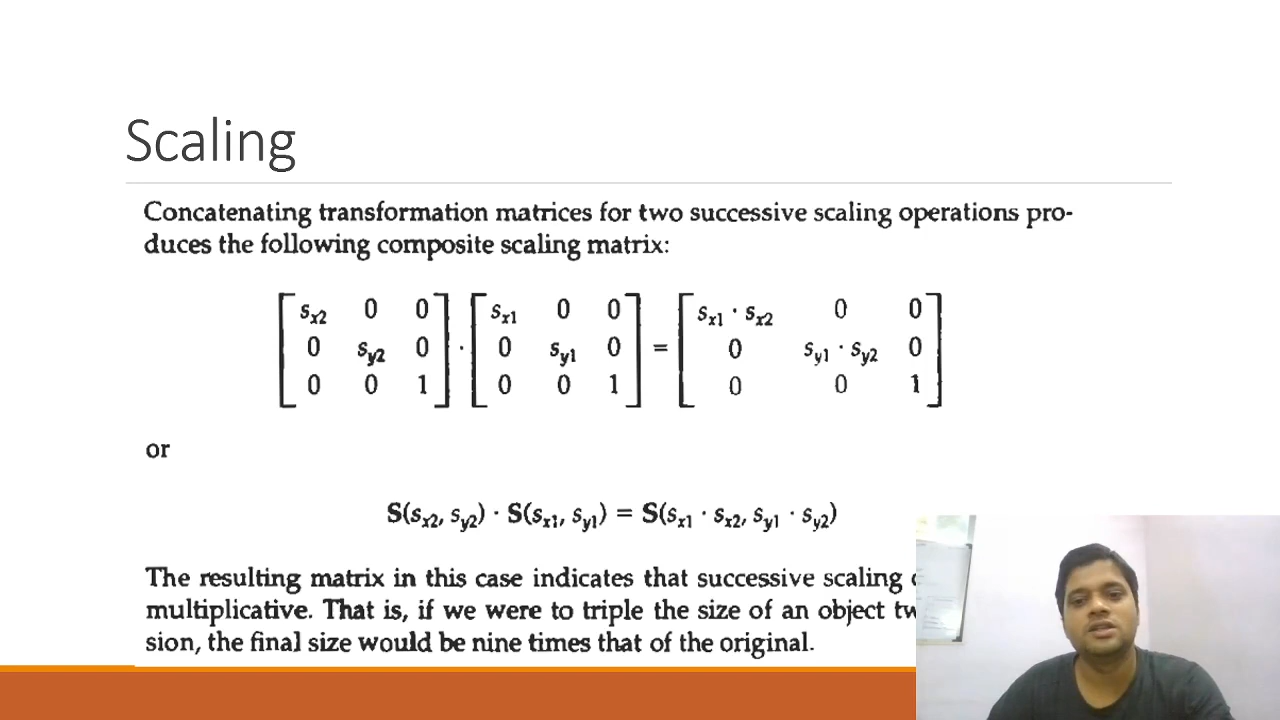 Scaling
Concatenating transformation matrices for two successive scaling operations pro-
duces the following composite scaling matrix:
[s_x2 0 0; 0 s_y2 0; 0 0 1] · [s_x1 0 0; 0 s_y1 0; 0 0 1] = [s_x1 · s_x2 0 0; 0 s_y1 · s_y2 0; 0 0 1]
or
S(s_x2, s_y2) · S(s_x1, s_y1) = S(s_x1 · s_x2, s_y1 · s_y2)
The resulting matrix in this case indicates that successive scaling
multiplicative. That is, if we were to triple the size of an object tw
sion, the final size would be nine times that of the original.